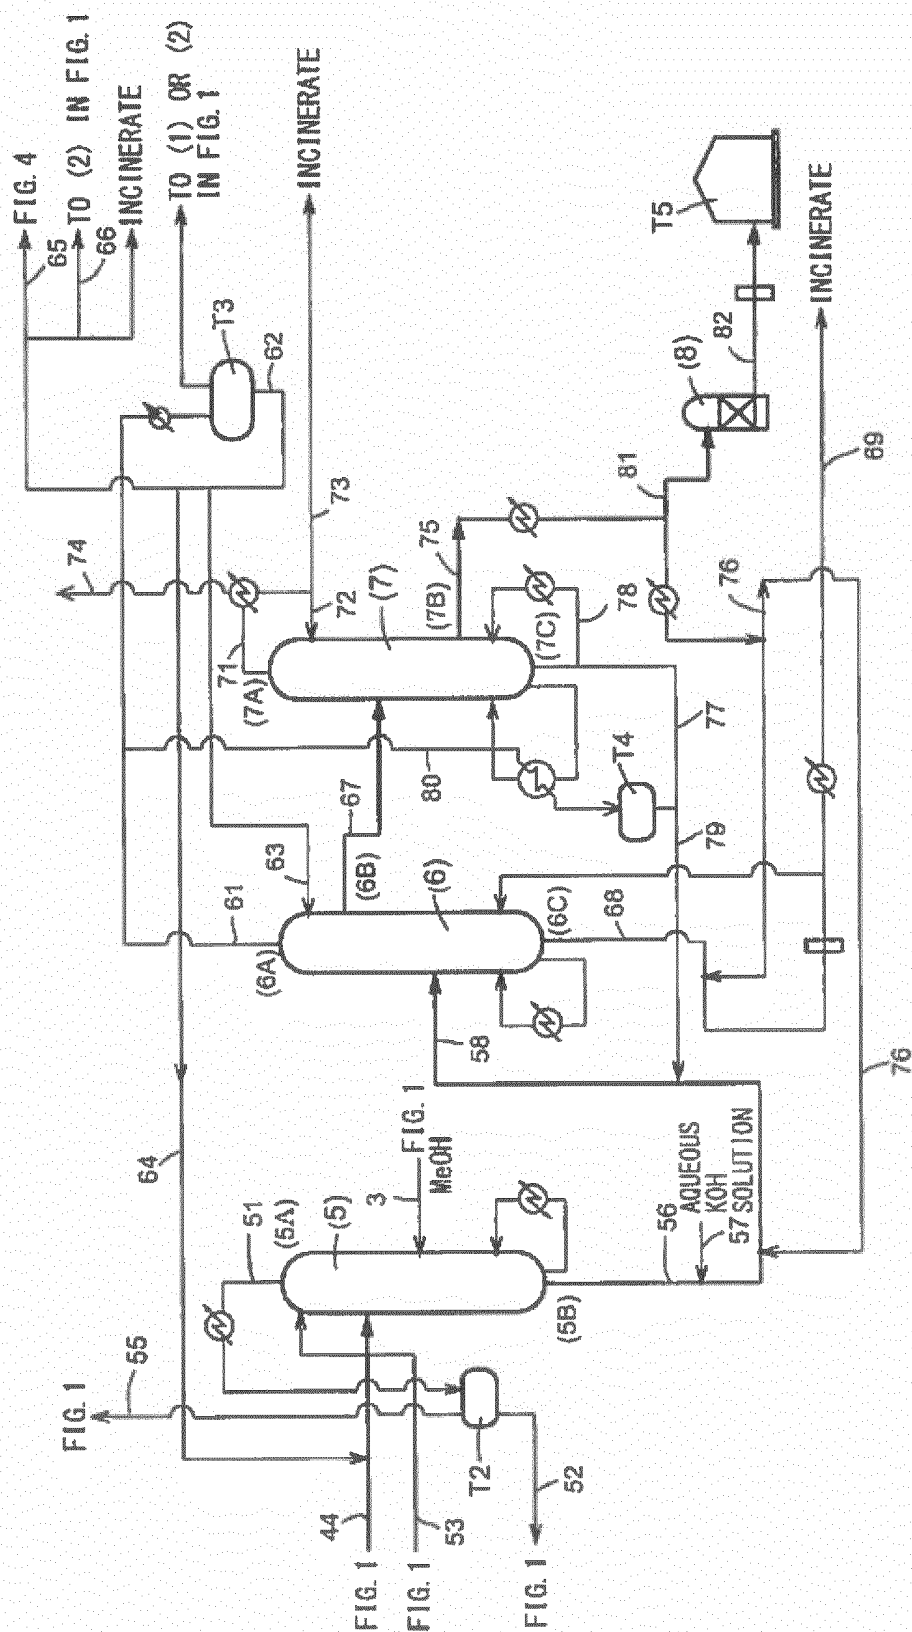 FIG. 4
TO (2) IN FIG. 1
INCINERATE
TO (1) OR (2)
IN FIG. 1
INCINERATE
65
66
T3
62
74
73
72
71
(7A)
(7)
(7B)
75
(7C)
78
81
(8)
82
T5
INCINERATE
69
76
77
T4
79
80
67
63
(6B)
61
(6A)
(6)
(6C)
68
58
64
FIG. 1
MeOH
3
51
(5A)
(5)
(5B)
56
AQUEOUS
KOH
SOLUTION
57
76
FIG. 1
55
T2
52
44
53
FIG. 1
FIG. 1
FIG. 1